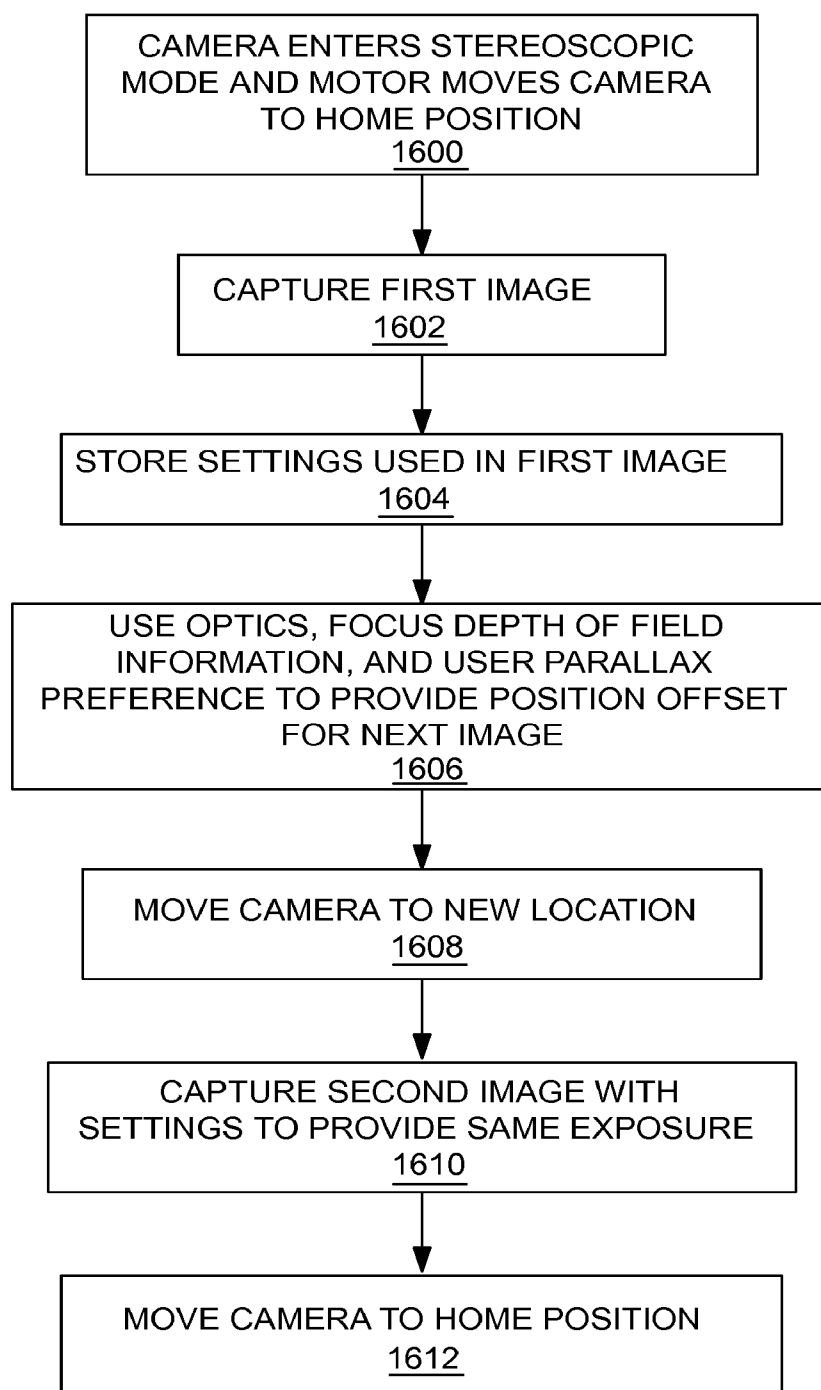 CAMERA ENTERS STEREOSCOPIC
MODE AND MOTOR MOVES CAMERA
TO HOME POSITION
1600
CAPTURE FIRST IMAGE
1602
STORE SETTINGS USED IN FIRST IMAGE
1604
USE OPTICS, FOCUS DEPTH OF FIELD
INFORMATION, AND USER PARALLAX
PREFERENCE TO PROVIDE POSITION OFFSET
FOR NEXT IMAGE
1606
MOVE CAMERA TO NEW LOCATION
1608
CAPTURE SECOND IMAGE WITH
SETTINGS TO PROVIDE SAME EXPOSURE
1610
MOVE CAMERA TO HOME POSITION
1612